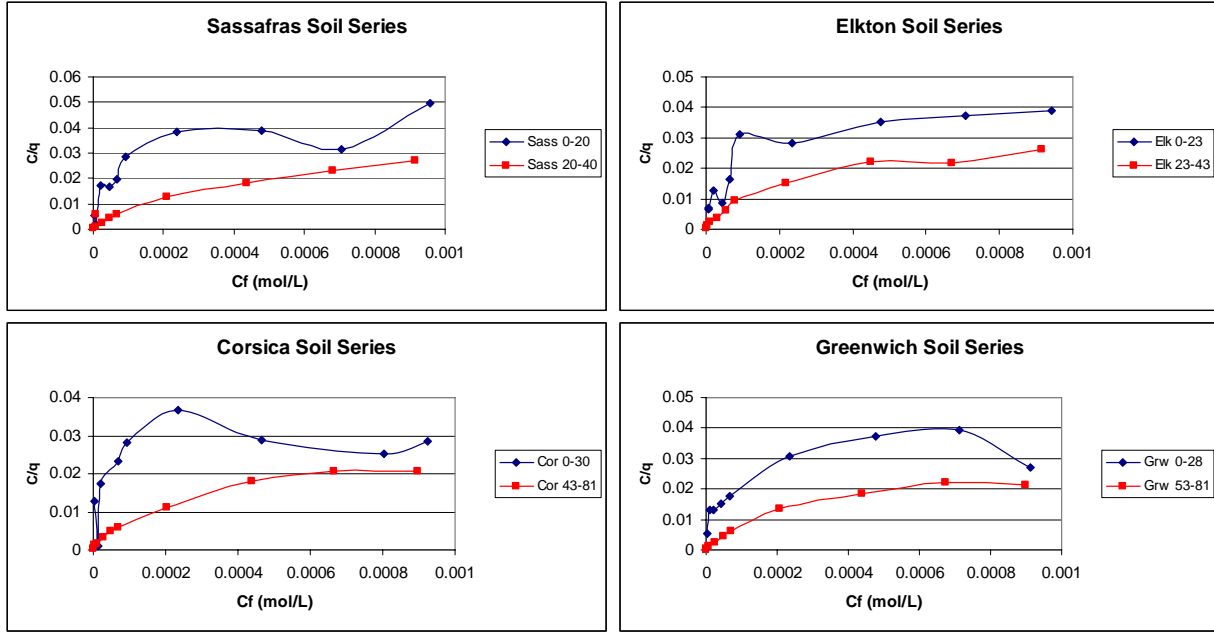 Sassafras Soil Series
0.06
0.05
0.04
0.03
0.02
0.01
0
C/q
0 0.0002 0.0004 0.0006 0.0008 0.001
Cf (mol/L)
Sass 0-20
Sass 20-40
Elkton Soil Series
0.05
0.04
0.03
0.02
0.01
0
C/q
0 0.0002 0.0004 0.0006 0.0008 0.001
Cf (mol/L)
Elk 0-23
Elk 23-43
Corsica Soil Series
0.04
0.03
0.02
0.01
0
C/q
0 0.0002 0.0004 0.0006 0.0008 0.001
Cf (mol/L)
Cor 0-30
Cor 43-81
Greenwich Soil Series
0.05
0.04
0.03
0.02
0.01
0
C/q
0 0.0002 0.0004 0.0006 0.0008 0.001
Cf (mol/L)
Grw 0-28
Grw 53-81